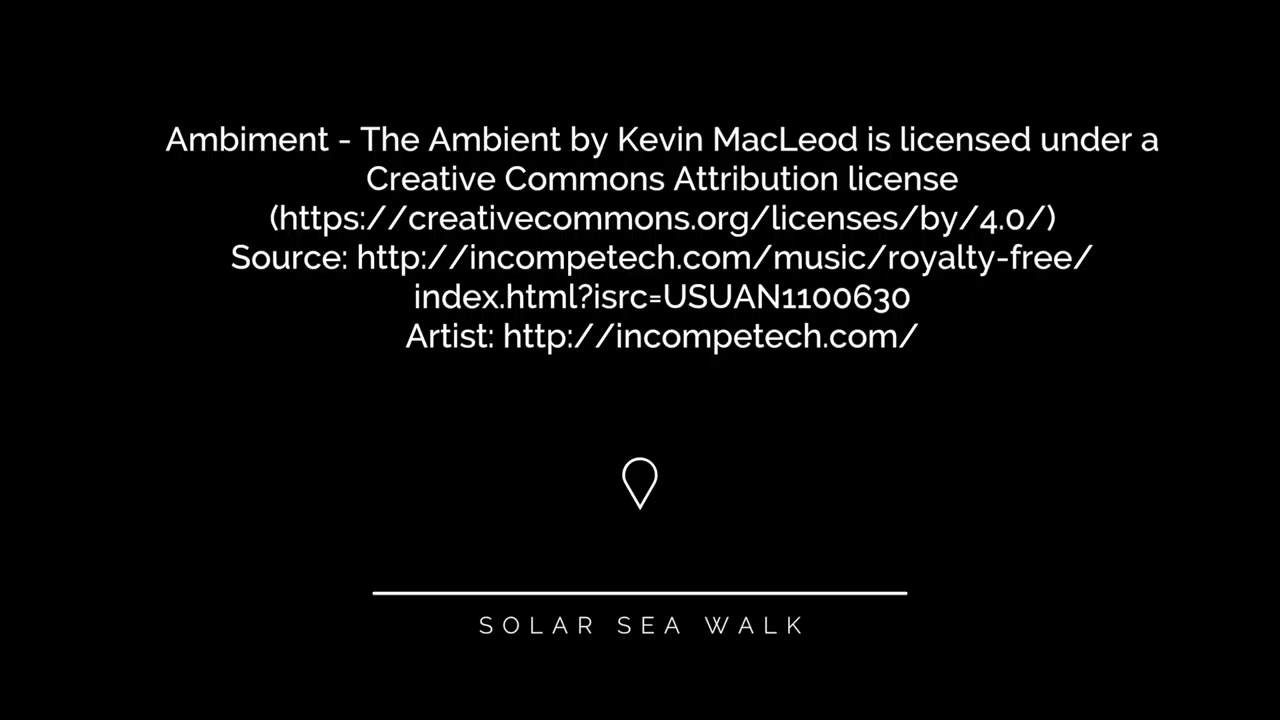 Ambiment - The Ambient by Kevin MacLeod is licensed under a
Creative Commons Attribution license
(https://creativecommons.org/licenses/by/4.0/)
Source: http://incompetech.com/music/royalty-free/
index.html?isrc=USUAN1100630
Artist: http://incompetech.com/
SOLAR SEA WALK